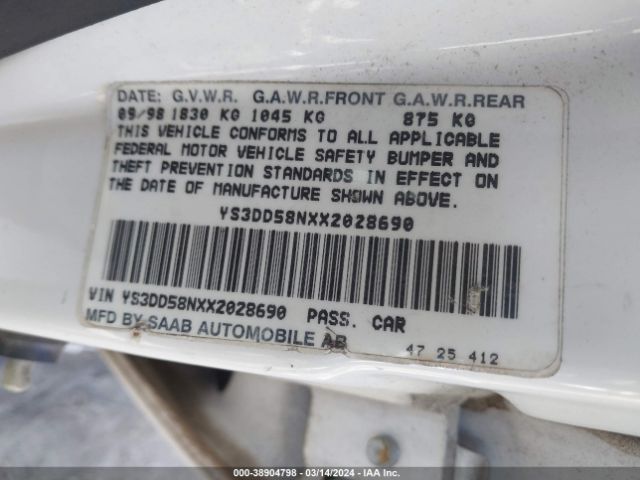 DATE: G.V.W.R. G.A.W.R.FRONT G.A.W.R.REAR
09/98 1830 KG 1045 KG 875 KG
THIS VEHICLE CONFORMS TO ALL APPLICABLE
FEDERAL MOTOR VEHICLE SAFETY BUMPER AND
THEFT PREVENTION STANDARDS IN EFFECT ON
THE DATE OF MANUFACTURE SHOWN ABOVE.
YS3DD58NXX2028690
VIN YS3DD58NXX2028690 PASS. CAR
MFD BY SAAB AUTOMOBILE AB
47 25 412
000-38904798 - 03/14/2024 - IAA Inc.